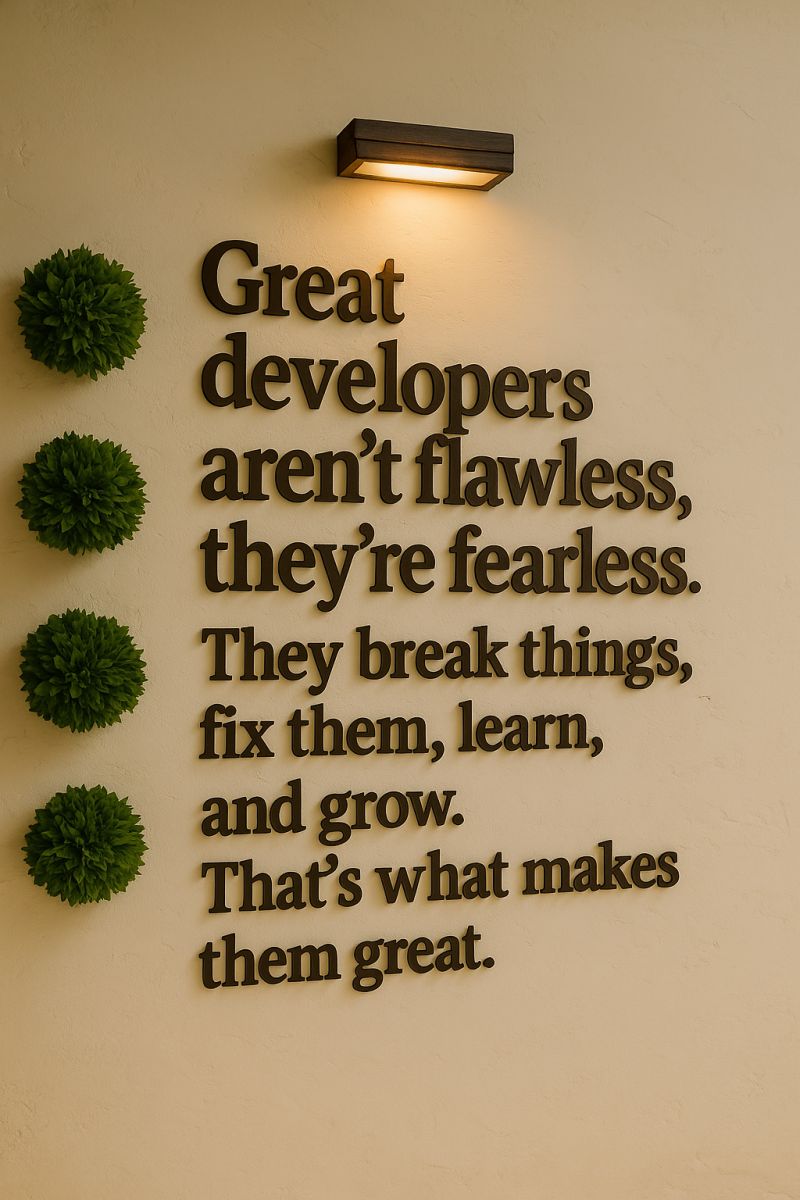 Great
developers
aren't flawless,
they're fearless.
They break things,
fix them, learn,
and grow.
That's what makes
them great.